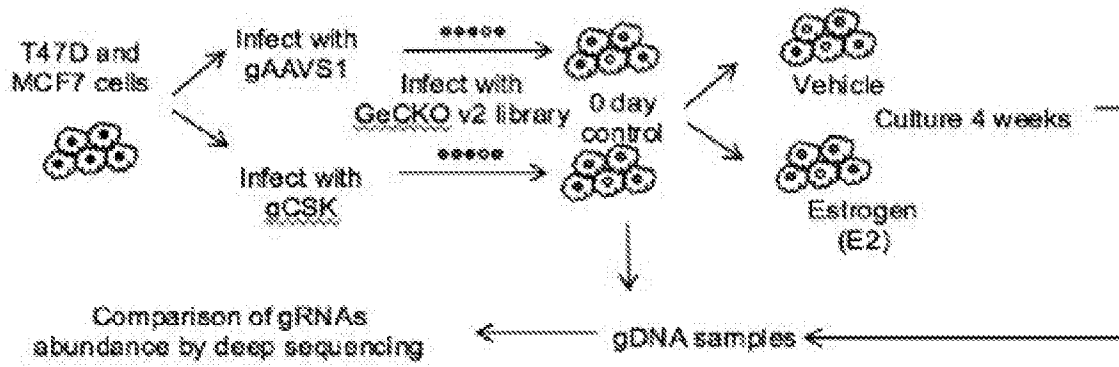 T47D and
MCF7 cells
Infect with
gAAVS1
Infect with
gCSK
Infect with
GeCKO v2 library
0 day
control
Vehicle
Estrogen
(E2)
Culture 4 weeks
gDNA samples
Comparison of gRNAs
abundance by deep sequencing